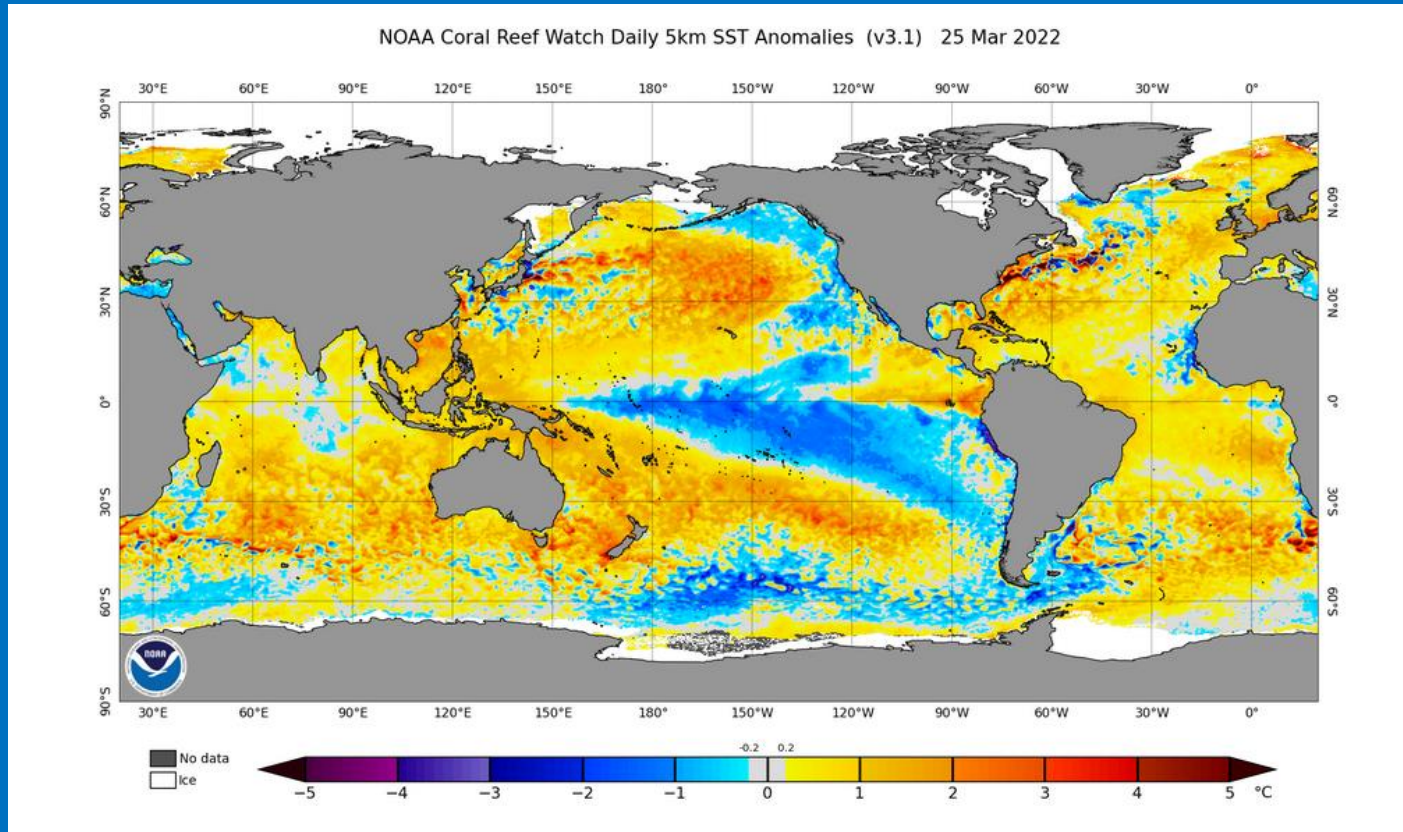 NOAA Coral Reef Watch Daily 5km SST Anomalies (v3.1) 25 Mar 2022
30°E 60°E 90°E 120°E 150°E 180° 150°W 120°W 90°W 60°W 30°W 0°
90°N
60°N 60°N
30°N 30°N
0° 0°
30°S 30°S
60°S 60°S
90°S
NOAA
30°E 60°E 90°E 120°E 150°E 180° 150°W 120°W 90°W 60°W 30°W 0°
-0.2 0.2
No data
Ice
−5 −4 −3 −2 −1 0 1 2 3 4 5 °C